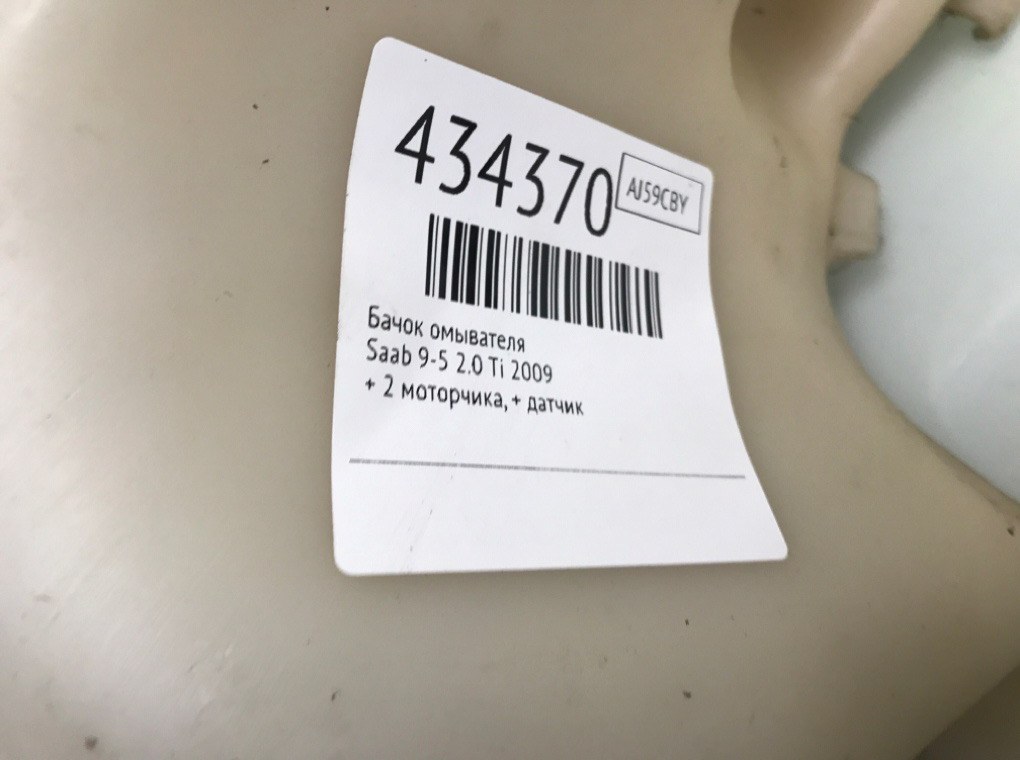 434370
AJ59CBY
Бачок омывателя
Saab 9-5 2.0 Ti 2009
+ 2 моторчика, + датчик